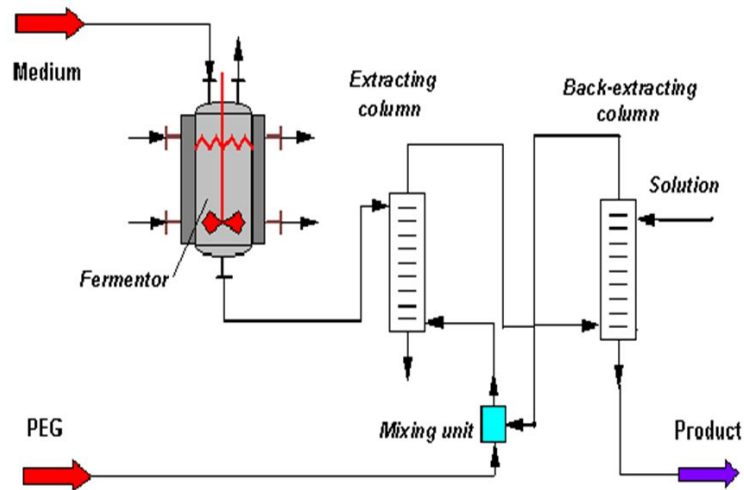 Medium
Extracting
column
Back-extracting
column
Solution
Fermentor
PEG
Mixing unit
Product